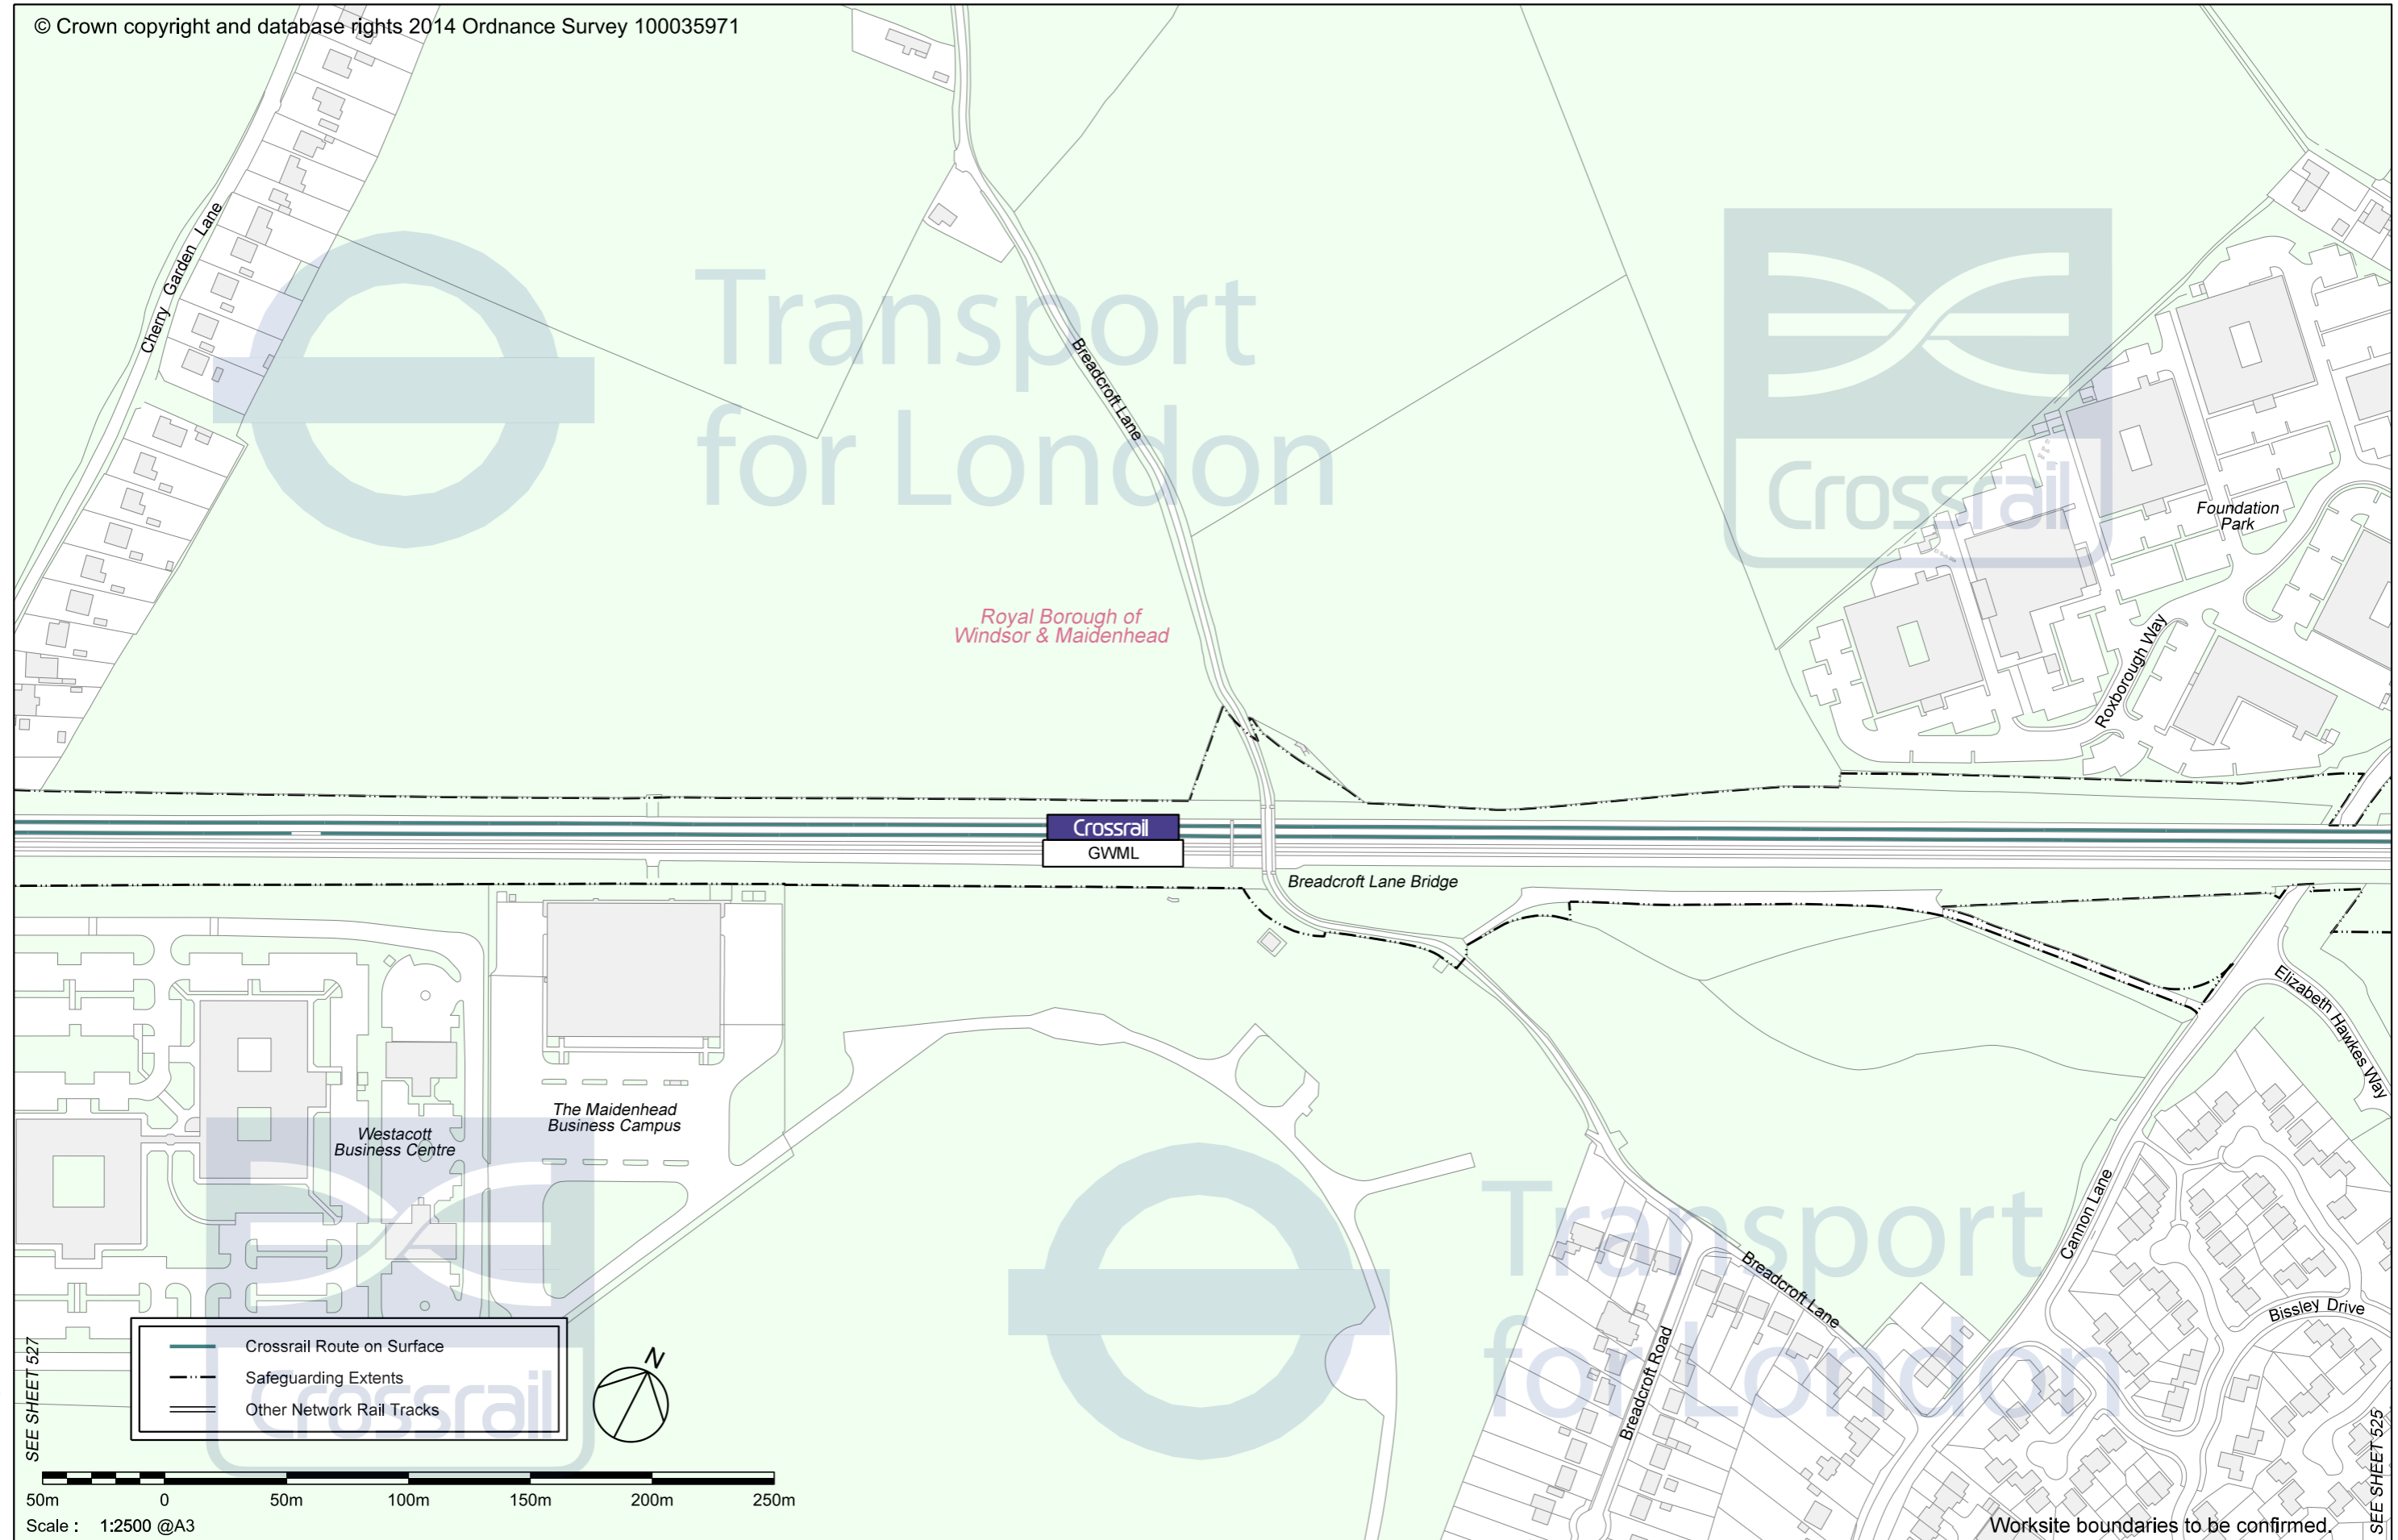 © Crown copyright and database rights 2014 Ordnance Survey 100035971
Cherry Garden Lane
Transport
for London
Breadcroft Lane
Crossrail
Foundation
Park
Royal Borough of
Windsor & Maidenhead
Roxborough Way
Crossrail
GWML
Breadcroft Lane Bridge
Elizabeth Hawkes Way
The Maidenhead
Business Campus
Westacott
Business Centre
Cannon Lane
Transport
for London
Breadcroft Lane
Bissley Drive
Breadcroft Road
Crossrail
Crossrail Route on Surface
Safeguarding Extents
Other Network Rail Tracks
N
SEE SHEET 527
SEE SHEET 525
50m 0 50m 100m 150m 200m 250m
Scale : 1:2500 @A3
Worksite boundaries to be confirmed.